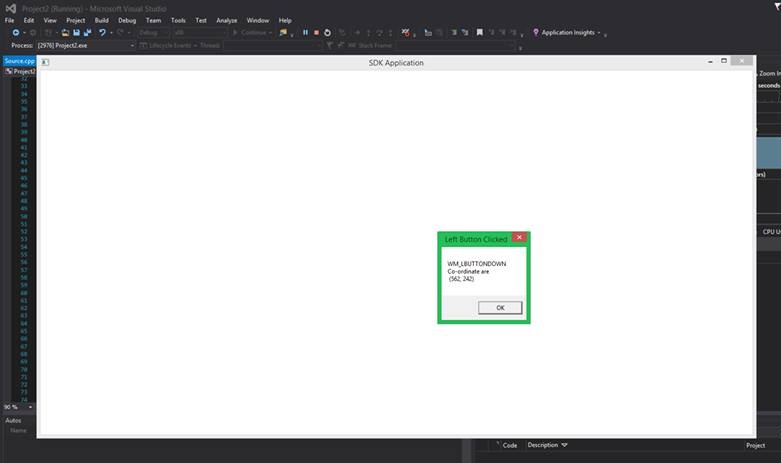 Project2 (Running) - Microsoft Visual Studio
File Edit View Project Build Debug Team Tools Test Analyze Window Help
Debug x86 Continue Application Insights
Process: [2976] Project2.exe Lifecycle Events Thread: Stack Frame:
Source.cpp
SDK Application
Project2
Zoom In
32
33
seconds
34
35
36
37
38
39
40
41
42
43
44
45
46
47
48
49
50
51
52
CPU U
53
54
55
56
57
58
59
60
61
62
63
64
65
66
67
68
69
70
71
72
73
74
Left Button Clicked
WM_LBUTTONDOWN
Co-ordinate are
(562, 242)
OK
90 %
Autos
Name
Code Description Project